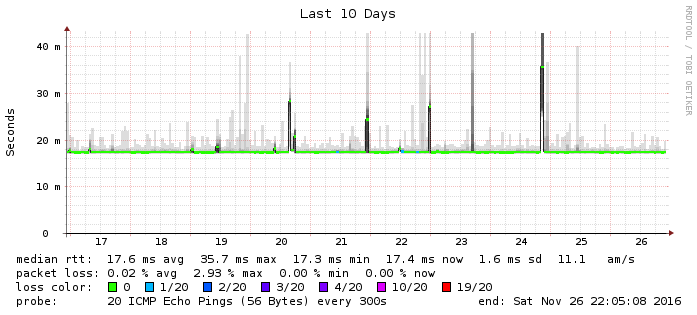 Last 10 Days
RRDTOOL / TOBI OETIKER
Seconds
40 m
30 m
20 m
10 m
0
17 18 19 20 21 22 23 24 25 26
median rtt: 17.6 ms avg 35.7 ms max 17.3 ms min 17.4 ms now 1.6 ms sd 11.1 am/s
packet loss: 0.02 % avg 2.93 % max 0.00 % min 0.00 % now
loss color: 0 1/20 2/20 3/20 4/20 10/20 19/20
probe: 20 ICMP Echo Pings (56 Bytes) every 300s end: Sat Nov 26 22:05:08 2016